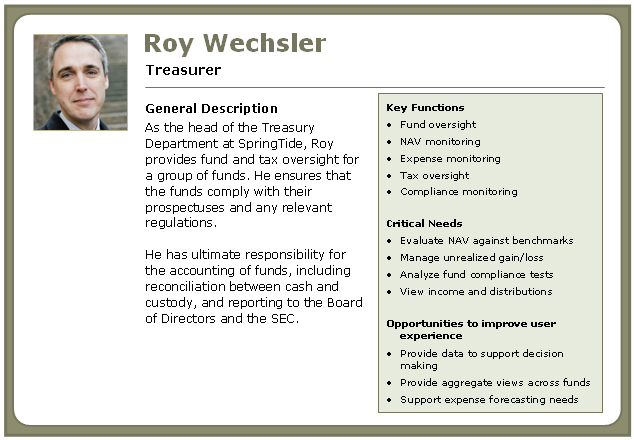 Roy Wechsler
Treasurer
General Description
As the head of the Treasury
Department at SpringTide, Roy
provides fund and tax oversight for
a group of funds. He ensures that
the funds comply with their
prospectuses and any relevant
regulations.
He has ultimate responsibility for
the accounting of funds, including
reconciliation between cash and
custody, and reporting to the Board
of Directors and the SEC.
Key Functions
• Fund oversight
• NAV monitoring
• Expense monitoring
• Tax oversight
• Compliance monitoring
Critical Needs
• Evaluate NAV against benchmarks
• Manage unrealized gain/loss
• Analyze fund compliance tests
• View income and distributions
Opportunities to improve user
experience
• Provide data to support decision
making
• Provide aggregate views across funds
• Support expense forecasting needs